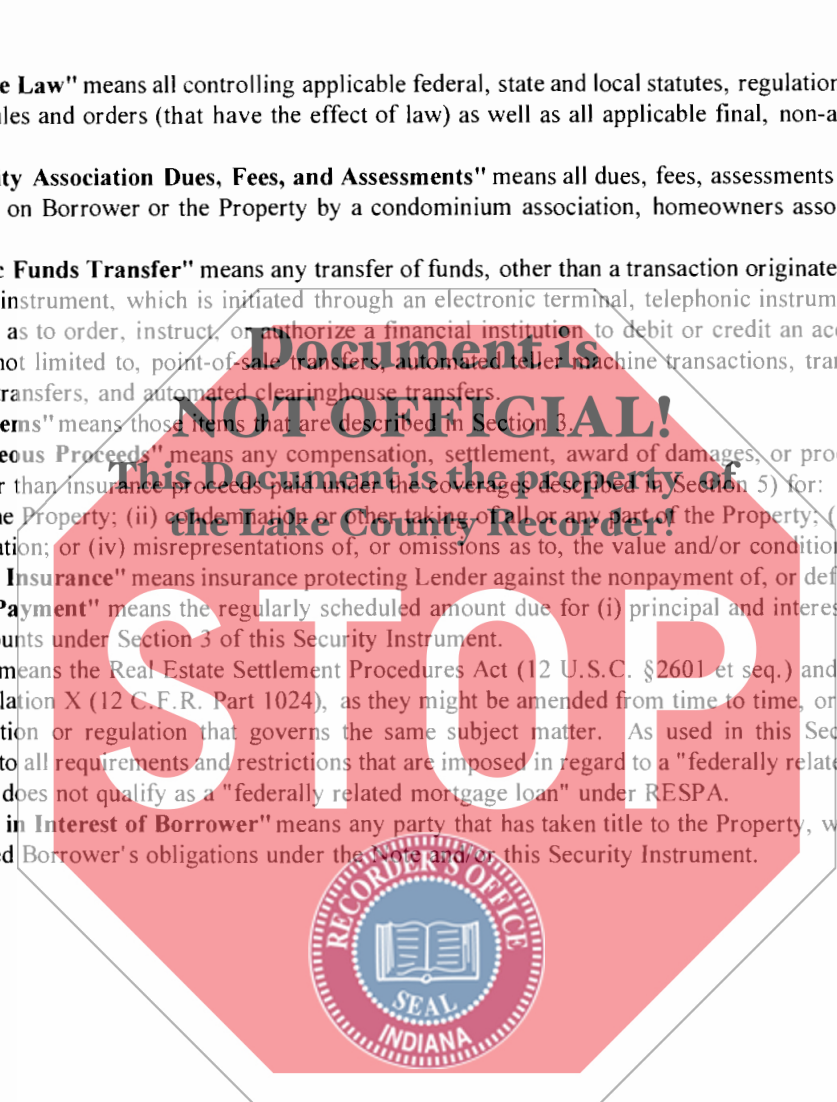 e Law" means all controlling applicable federal, state and local statutes, regulation
les and orders (that have the effect of law) as well as all applicable final, non-a
ty Association Dues, Fees, and Assessments" means all dues, fees, assessments
on Borrower or the Property by a condominium association, homeowners asso
c Funds Transfer" means any transfer of funds, other than a transaction originate
instrument, which is initiated through an electronic terminal, telephonic instrum
as to order, instruct, or authorize a financial institution to debit or credit an acc
not limited to, point-of-sale transfers, automated teller machine transactions, tran
ransfers, and automated clearinghouse transfers.
ems" means those items that are described in Section 3.
eous Proceeds" means any compensation, settlement, award of damages, or pro
r than insurance proceeds paid under the coverages described in Section 5) for:
e Property; (ii) condemnation or other taking of all or any part of the Property; (
tion; or (iv) misrepresentations of, or omissions as to, the value and/or condition
Insurance" means insurance protecting Lender against the nonpayment of, or def
Payment" means the regularly scheduled amount due for (i) principal and interes
unts under Section 3 of this Security Instrument.
means the Real Estate Settlement Procedures Act (12 U.S.C. §2601 et seq.) and
lation X (12 C.F.R. Part 1024), as they might be amended from time to time, or
tion or regulation that governs the same subject matter. As used in this Sec
to all requirements and restrictions that are imposed in regard to a "federally relate
does not qualify as a "federally related mortgage loan" under RESPA.
in Interest of Borrower" means any party that has taken title to the Property, w
d Borrower's obligations under the Note and/or this Security Instrument.
Document is
NOT OFFICIAL!
This Document is the property of
the Lake County Recorder!
STOP
RECORDER'S OFFICE
SEAL
INDIANA